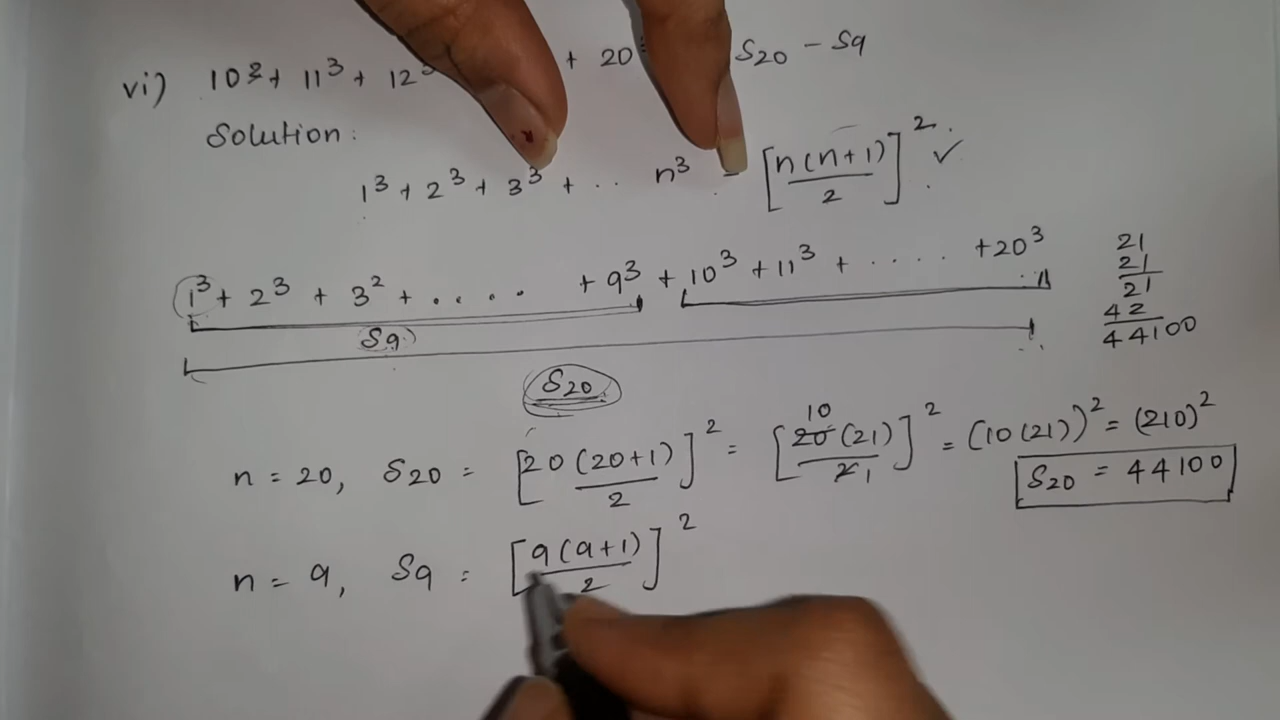 vi) 10³ + 11³ + 12³ + 20 S20 - S9
Solution:
1³ + 2³ + 3³ + .. n³ = [n(n+1)/2]² ✓
1³ + 2³ + 3² + .... + 9³ + 10³ + 11³ + ..... + 20³
S9
S20
21
21
21
42
44100
n = 20, S20 = [20(20+1)/2]² = [20(21)/2]² 10 1 = (10(21))² = (210)²
S20 = 44100
n = 9, S9 = [9(9+1)/2]²